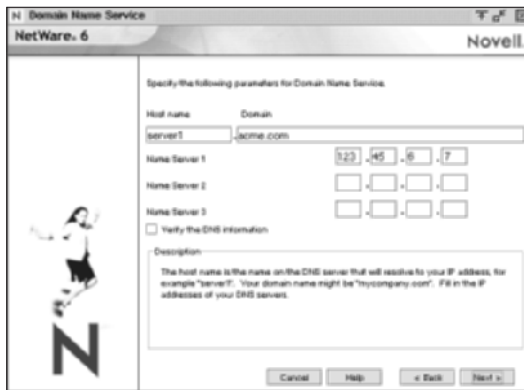 N Domain Name Service
NetWare. 6
Novell.
Specify the following parameters for Domain Name Service.
Host name Domain
server1 .acme.com
Name Server 1 123 . 45 . 6 . 7
Name Server 2 . . .
Name Server 3 . . .
Verify the DNS information
Description
The host name is the name on the DNS server that will resolve to your IP address, for
example "server1". Your domain name might be "mycompany.com". Fill in the IP
addresses of your DNS servers.
N
Cancel Help < Back Next >